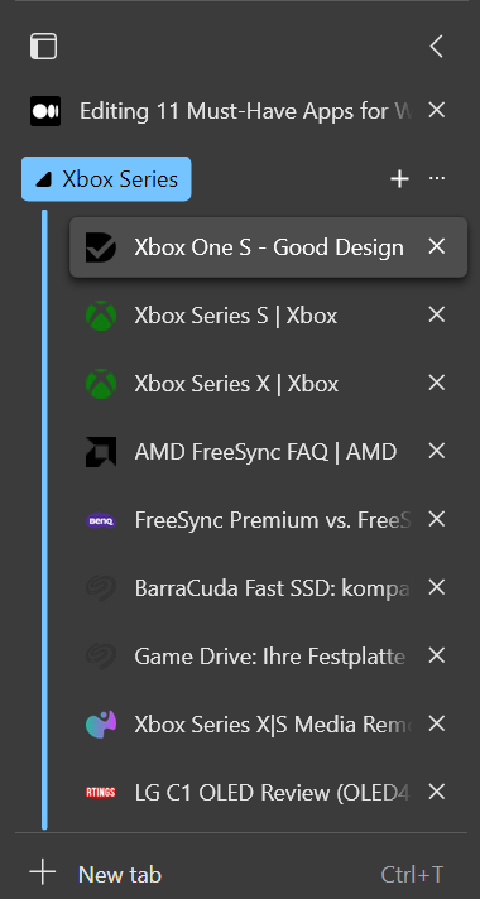 Editing 11 Must-Have Apps for W
Xbox Series
Xbox One S - Good Design
Xbox Series S | Xbox
Xbox Series X | Xbox
AMD FreeSync FAQ | AMD
BenQ FreeSync Premium vs. FreeS
BarraCuda Fast SSD: kompa
Game Drive: Ihre Festplatte
Xbox Series X|S Media Remo
RTINGS LG C1 OLED Review (OLED4
New tab Ctrl+T